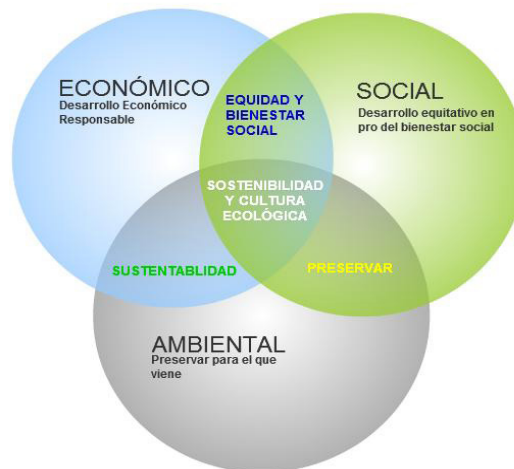 ECONÓMICO
Desarrollo Económico
Responsable
EQUIDAD Y
BIENESTAR
SOCIAL
SOCIAL
Desarrollo equitativo en
pro del bienestar social
SOSTENIBILIDAD
Y CULTURA
ECOLÓGICA
SUSTENTABLIDAD
PRESERVAR
AMBIENTAL
Preservar para el que
viene